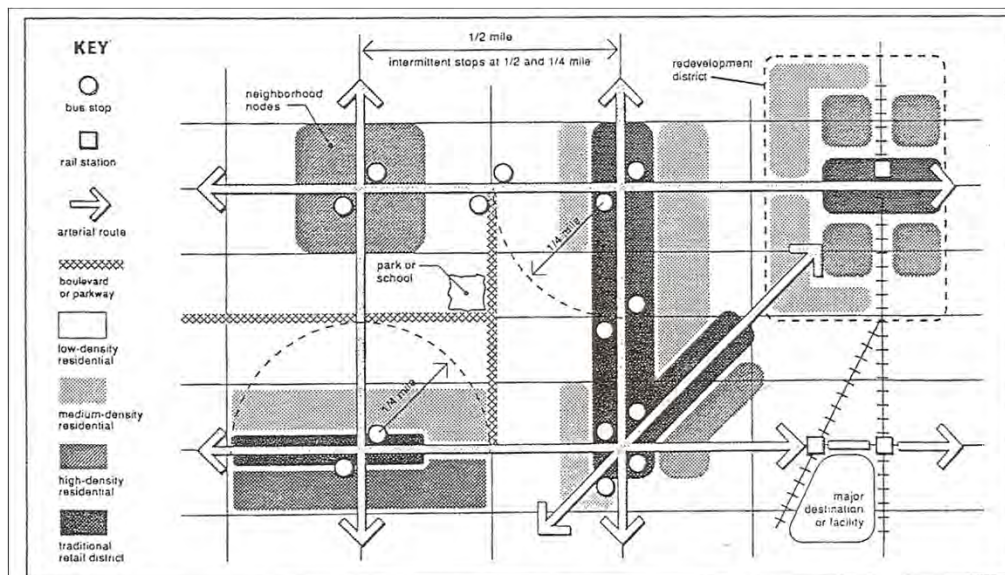 KEY
bus stop
rail station
arterial route
boulevard
or parkway
low-density
residential
medium-density
residential
high-density
residential
traditional
retail district
1/2 mile
intermittent stops at 1/2 and 1/4 mile
neighborhood
nodes
redevelopment
district
1/4 mile
park or
school
1/4 mile
major
destination
or facility